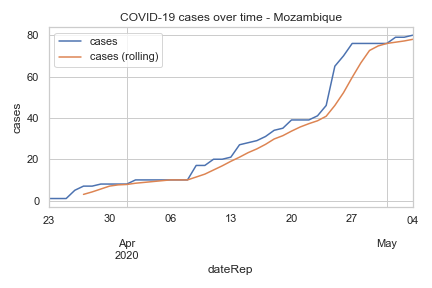 COVID-19 cases over time - Mozambique
cases
cases (rolling)
80
60
40
20
0
cases
23 30 06 13 20 27 04
Apr May
2020
dateRep